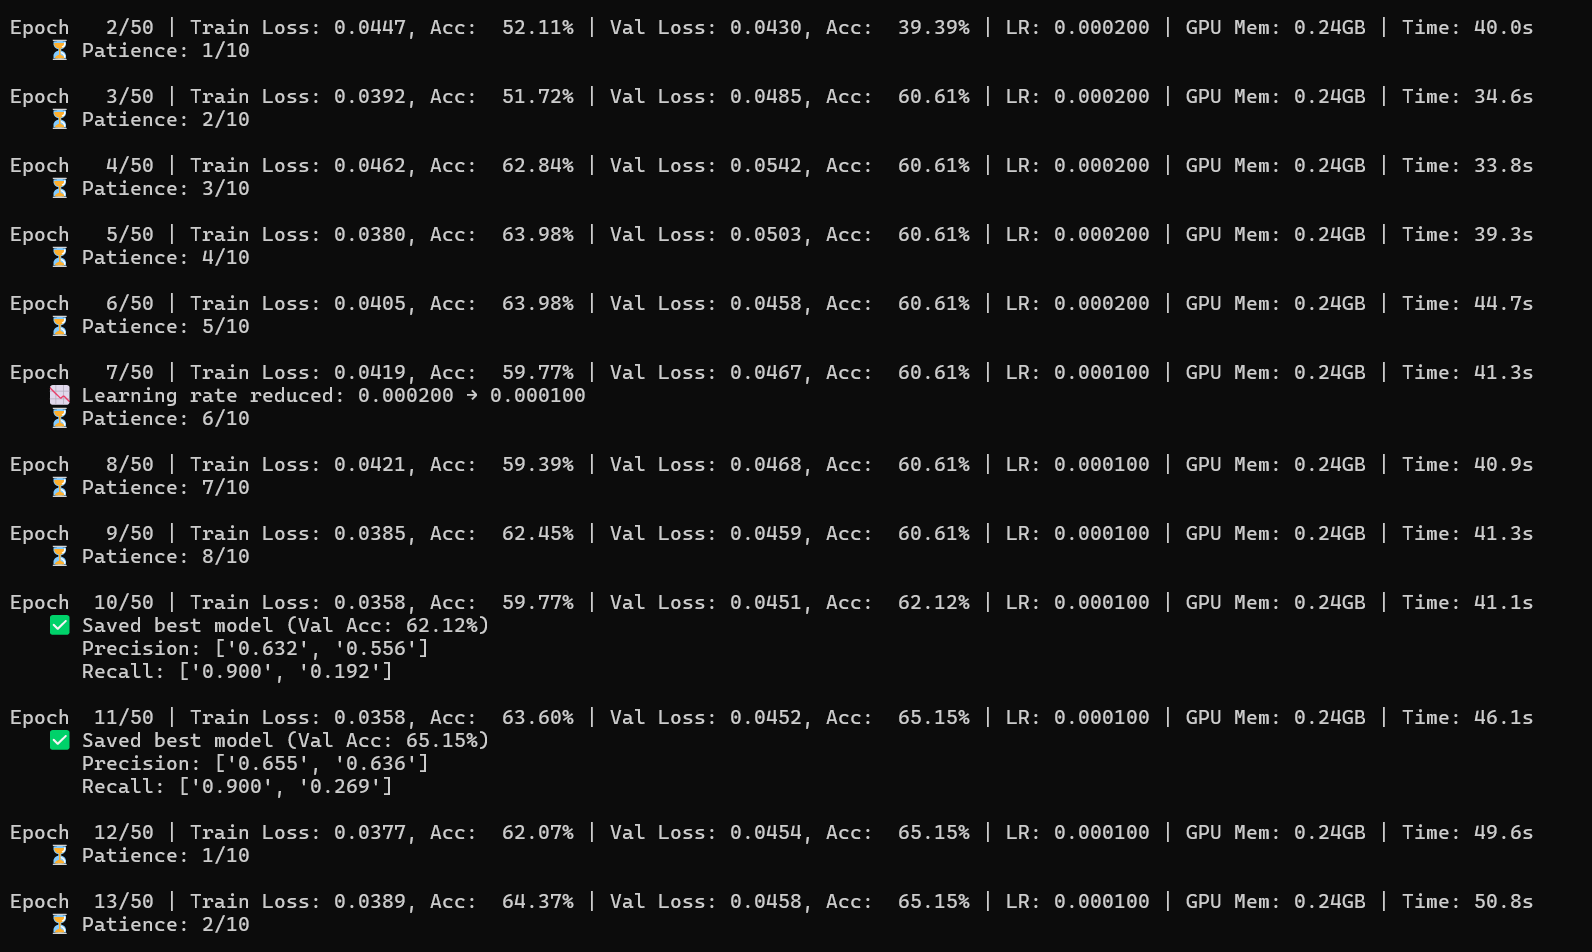 Epoch   2/50 | Train Loss: 0.0447, Acc:  52.11% | Val Loss: 0.0430, Acc:  39.39% | LR: 0.000200 | GPU Mem: 0.24GB | Time: 40.0s
⏳ Patience: 1/10
Epoch   3/50 | Train Loss: 0.0392, Acc:  51.72% | Val Loss: 0.0485, Acc:  60.61% | LR: 0.000200 | GPU Mem: 0.24GB | Time: 34.6s
⏳ Patience: 2/10
Epoch   4/50 | Train Loss: 0.0462, Acc:  62.84% | Val Loss: 0.0542, Acc:  60.61% | LR: 0.000200 | GPU Mem: 0.24GB | Time: 33.8s
⏳ Patience: 3/10
Epoch   5/50 | Train Loss: 0.0380, Acc:  63.98% | Val Loss: 0.0503, Acc:  60.61% | LR: 0.000200 | GPU Mem: 0.24GB | Time: 39.3s
⏳ Patience: 4/10
Epoch   6/50 | Train Loss: 0.0405, Acc:  63.98% | Val Loss: 0.0458, Acc:  60.61% | LR: 0.000200 | GPU Mem: 0.24GB | Time: 44.7s
⏳ Patience: 5/10
Epoch   7/50 | Train Loss: 0.0419, Acc:  59.77% | Val Loss: 0.0467, Acc:  60.61% | LR: 0.000100 | GPU Mem: 0.24GB | Time: 41.3s
📉 Learning rate reduced: 0.000200 → 0.000100
⏳ Patience: 6/10
Epoch   8/50 | Train Loss: 0.0421, Acc:  59.39% | Val Loss: 0.0468, Acc:  60.61% | LR: 0.000100 | GPU Mem: 0.24GB | Time: 40.9s
⏳ Patience: 7/10
Epoch   9/50 | Train Loss: 0.0385, Acc:  62.45% | Val Loss: 0.0459, Acc:  60.61% | LR: 0.000100 | GPU Mem: 0.24GB | Time: 41.3s
⏳ Patience: 8/10
Epoch  10/50 | Train Loss: 0.0358, Acc:  59.77% | Val Loss: 0.0451, Acc:  62.12% | LR: 0.000100 | GPU Mem: 0.24GB | Time: 41.1s
✅ Saved best model (Val Acc: 62.12%)
Precision: ['0.632', '0.556']
Recall: ['0.900', '0.192']
Epoch  11/50 | Train Loss: 0.0358, Acc:  63.60% | Val Loss: 0.0452, Acc:  65.15% | LR: 0.000100 | GPU Mem: 0.24GB | Time: 46.1s
✅ Saved best model (Val Acc: 65.15%)
Precision: ['0.655', '0.636']
Recall: ['0.900', '0.269']
Epoch  12/50 | Train Loss: 0.0377, Acc:  62.07% | Val Loss: 0.0454, Acc:  65.15% | LR: 0.000100 | GPU Mem: 0.24GB | Time: 49.6s
⏳ Patience: 1/10
Epoch  13/50 | Train Loss: 0.0389, Acc:  64.37% | Val Loss: 0.0458, Acc:  65.15% | LR: 0.000100 | GPU Mem: 0.24GB | Time: 50.8s
⏳ Patience: 2/10